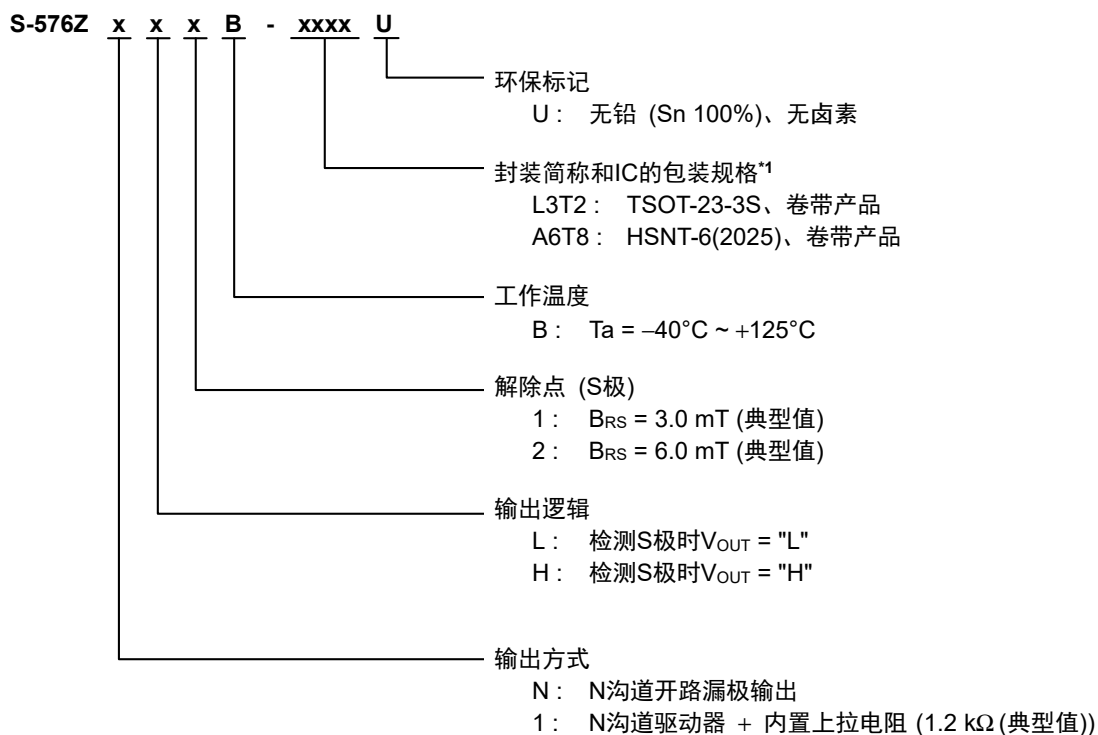 S-576Z x x x B - xxxx U
环保标记
U : 无铅 (Sn 100%)、无卤素
封装简称和IC的包装规格*1
L3T2 : TSOT-23-3S、卷带产品
A6T8 : HSNT-6(2025)、卷带产品
工作温度
B : Ta = −40°C ~ +125°C
解除点 (S极)
1 : BRS = 3.0 mT (典型值)
2 : BRS = 6.0 mT (典型值)
输出逻辑
L : 检测S极时VOUT = "L"
H : 检测S极时VOUT = "H"
输出方式
N : N沟道开路漏极输出
1 : N沟道驱动器 + 内置上拉电阻 (1.2 kΩ (典型值))